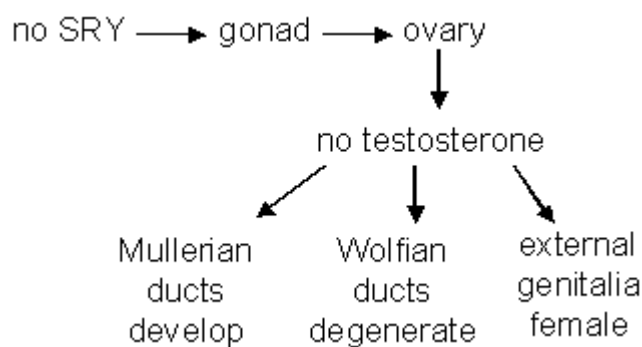 no SRY gonad ovary
no testosterone
Mullerian
ducts
develop
Wolfian
ducts
degenerate
external
genitalia
female